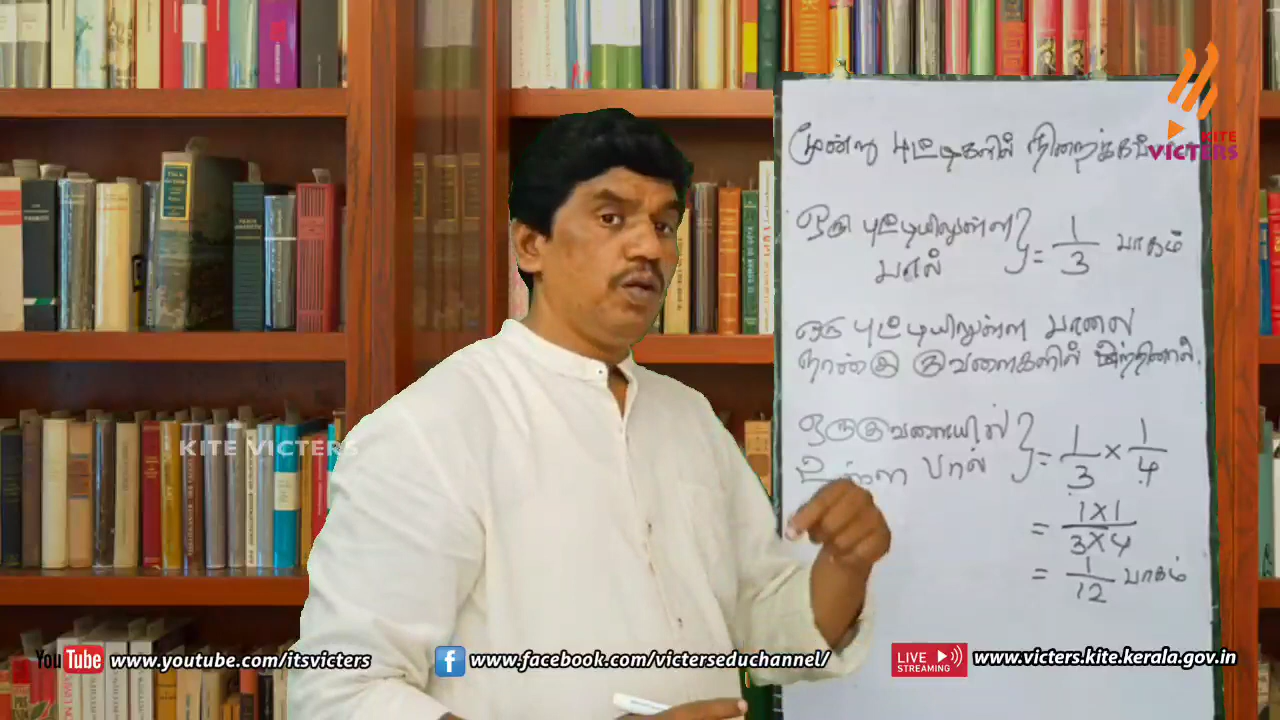 மூன்று புட்டிகளில் நிறைக்கப்
KITE
VICTERS
ஒரு புட்டியிலுள்ள } = 1/3 பாகம்
பால்
ஒரு புட்டியிலுள்ள பாலை
நான்கு குவளைகளில் ஊற்றினால்.
ஒரு குவளையில் } = 1/3 × 1/4
உள்ள பால்
= 1×1/3×4
= 1/12 பாகம்
KITE VICTERS
YouTube www.youtube.com/itsvicters
f www.facebook.com/victerseduchannel/
LIVE STREAMING www.victers.kite.kerala.gov.in